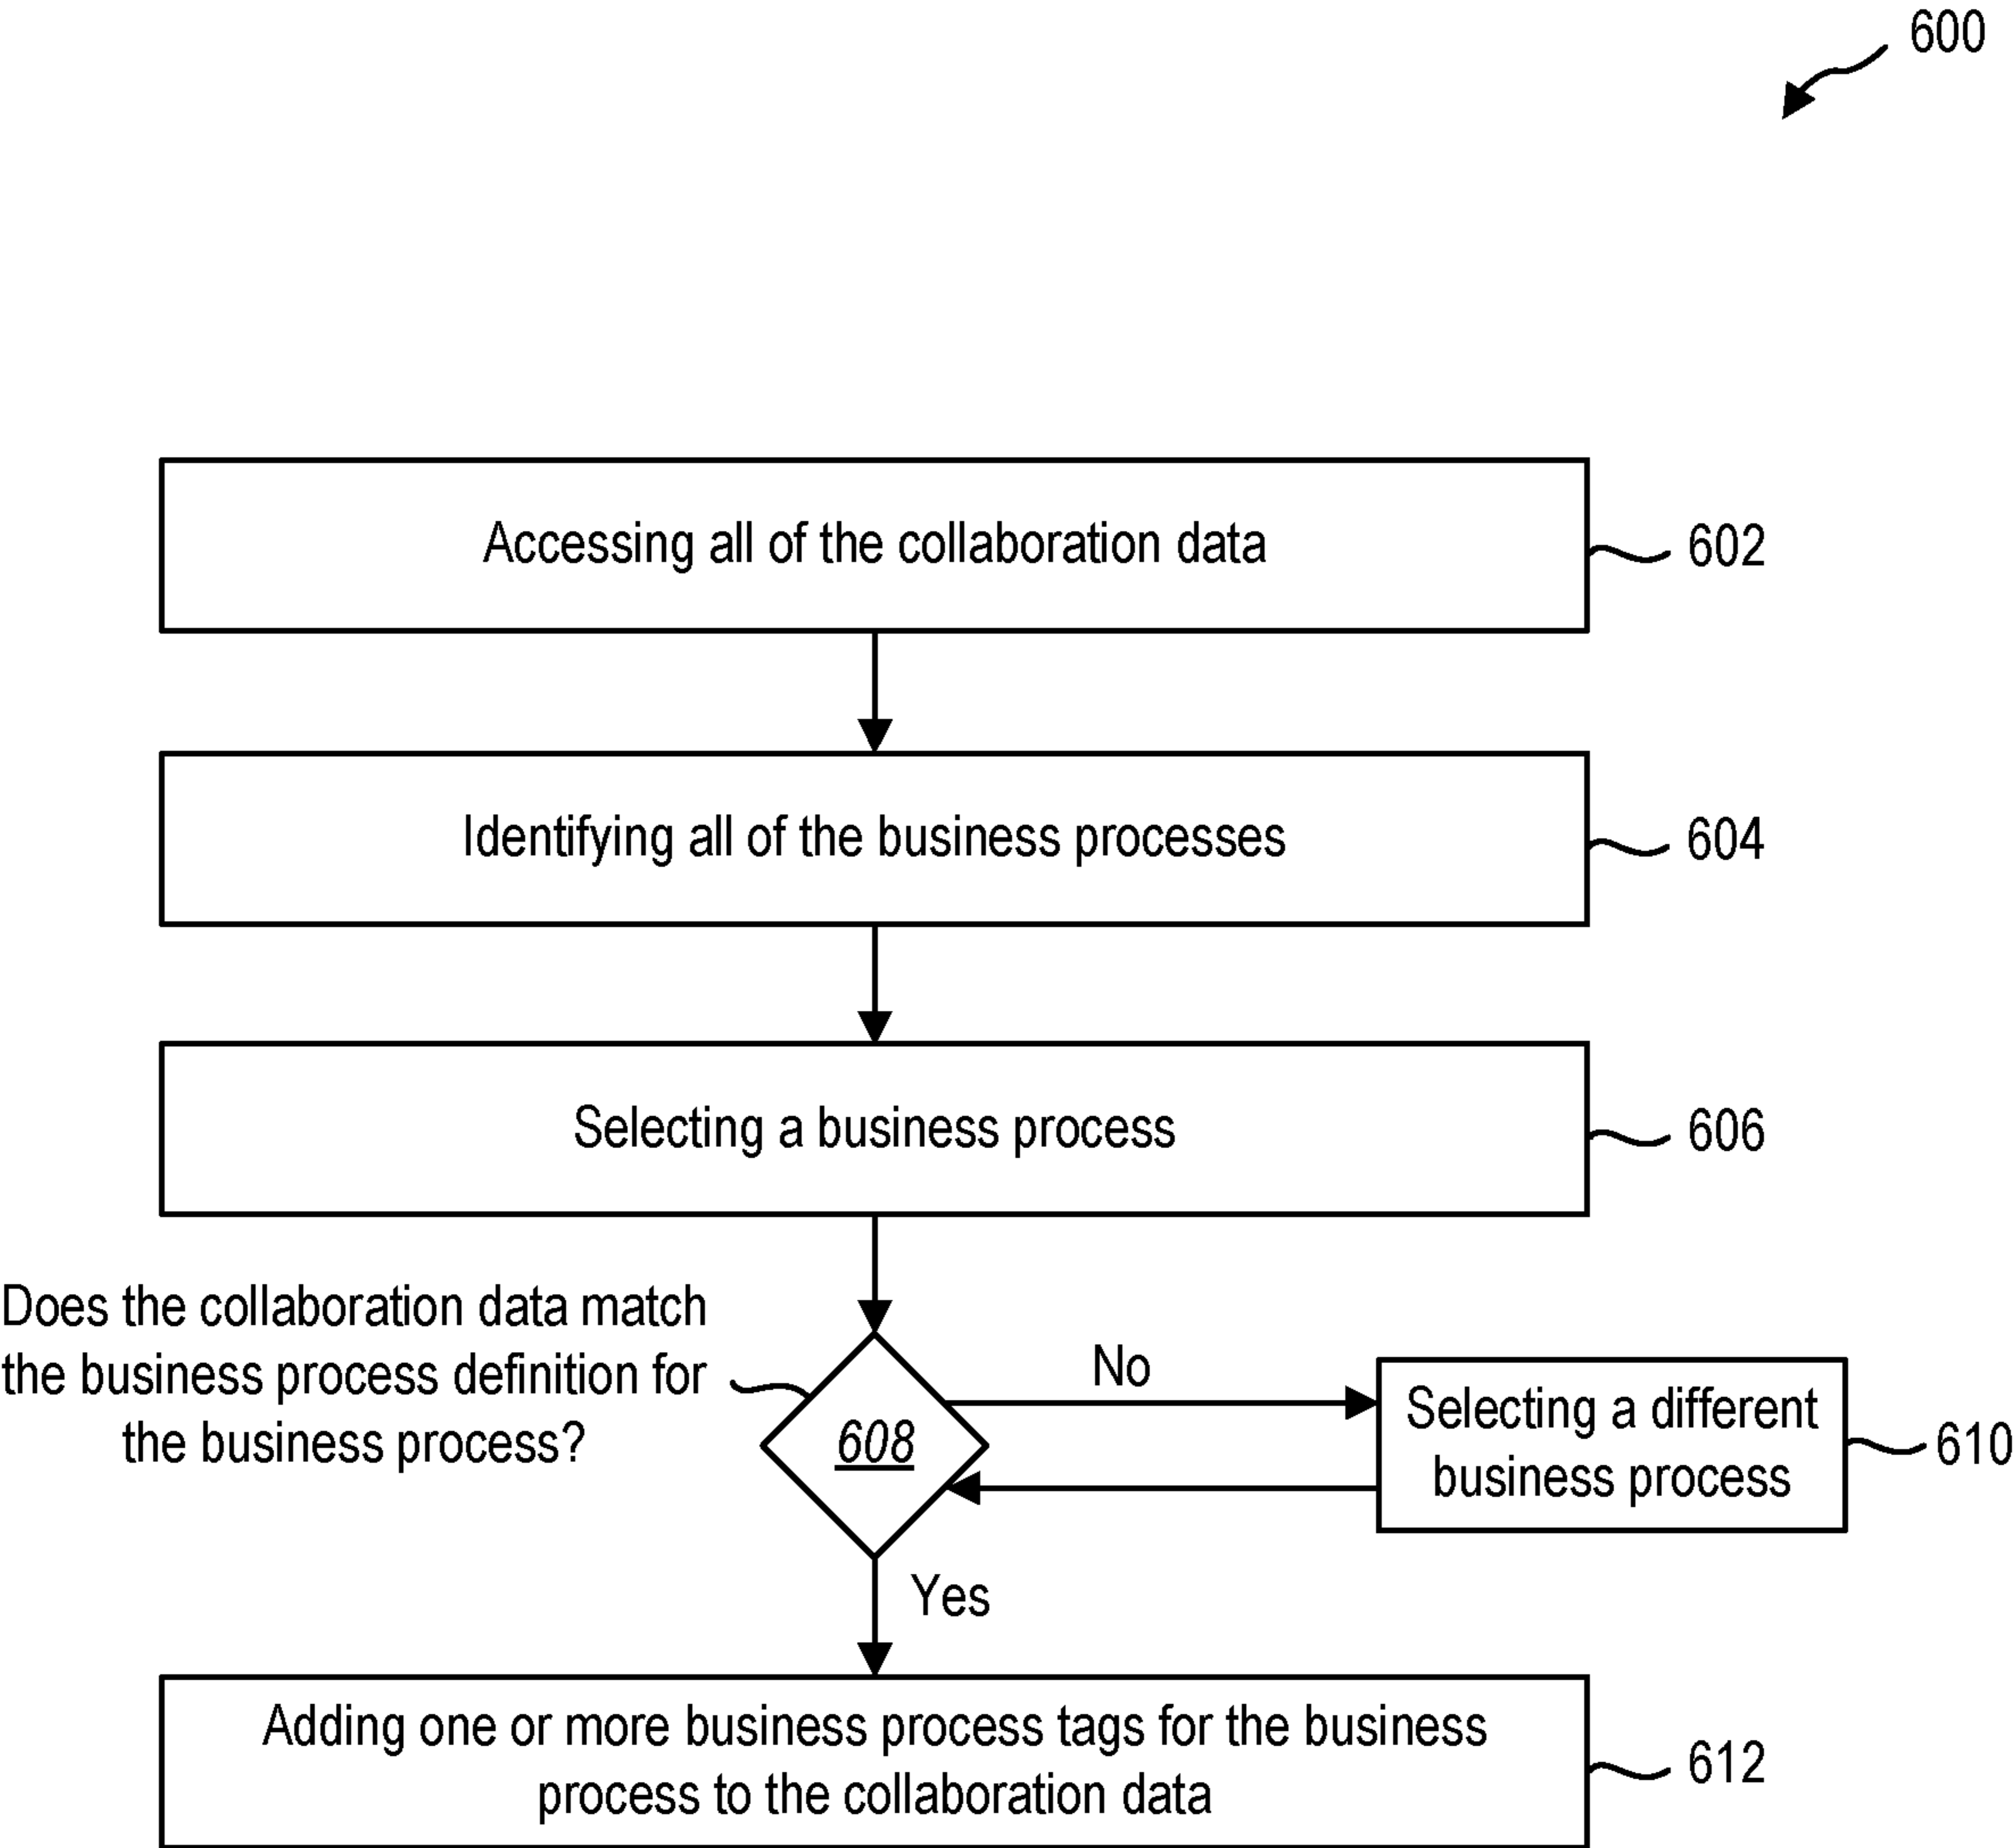 600
Accessing all of the collaboration data
602
Identifying all of the business processes
604
Selecting a business process
606
Does the collaboration data match
the business process definition for
the business process?
608
No
Selecting a different
business process
610
Yes
Adding one or more business process tags for the business
process to the collaboration data
612